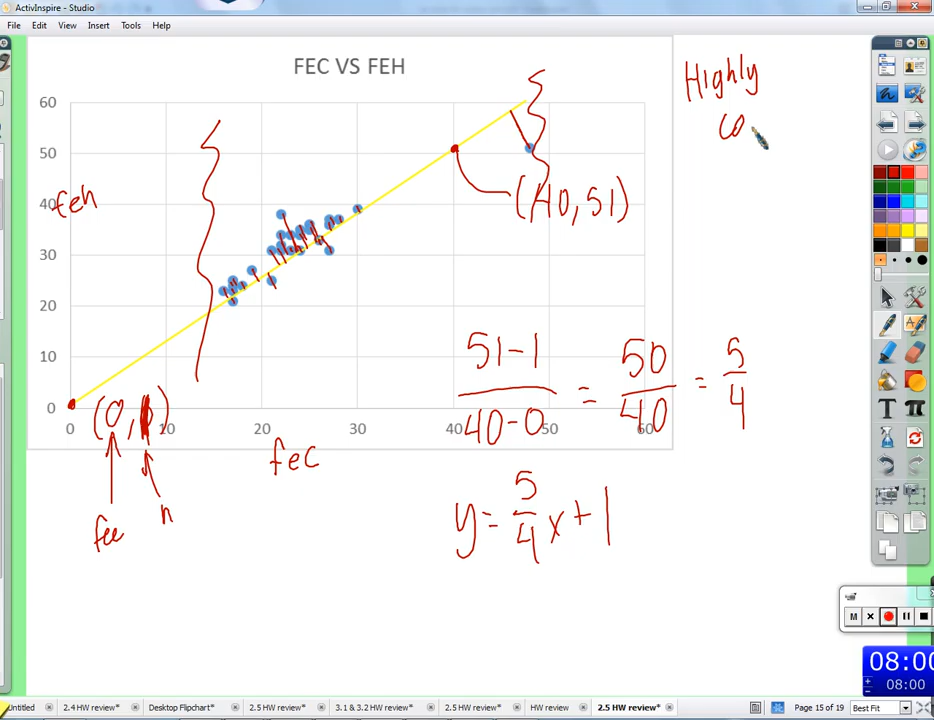 ActivInspire - Studio
File Edit View Insert Tools Help
FEC VS FEH
60
50
40
30
20
10
0
0 10 20 30 40 50 60
feh
fec
Highly
co
(40,51)
51-1
40-0
=
50
40
=
5
4
y= 5/4 x+1
(0,
fec
h
M
08:00
08:00
Untitled 2.4 HW review* Desktop Flipchart* 2.5 HW review* 3.1 & 3.2 HW review* 2.5 HW review* HW review 2.5 HW review* Page 15 of 19 Best Fit